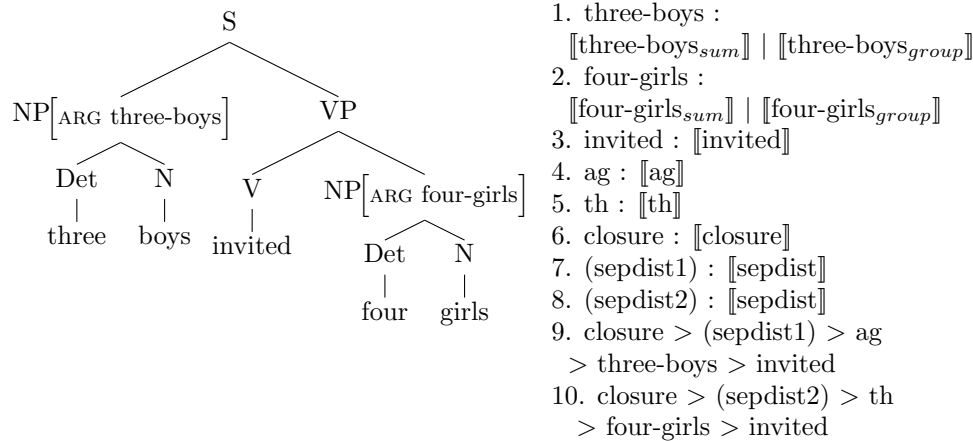 S
NP[ARG three-boys]
VP
Det
N
V
NP[ARG four-girls]
three
boys
invited
Det
N
four
girls
1. three-boys :
⟦three-boys_sum⟧ | ⟦three-boys_group⟧
2. four-girls :
⟦four-girls_sum⟧ | ⟦four-girls_group⟧
3. invited : ⟦invited⟧
4. ag : ⟦ag⟧
5. th : ⟦th⟧
6. closure : ⟦closure⟧
7. (sepdist1) : ⟦sepdist⟧
8. (sepdist2) : ⟦sepdist⟧
9. closure > (sepdist1) > ag
> three-boys > invited
10. closure > (sepdist2) > th
> four-girls > invited